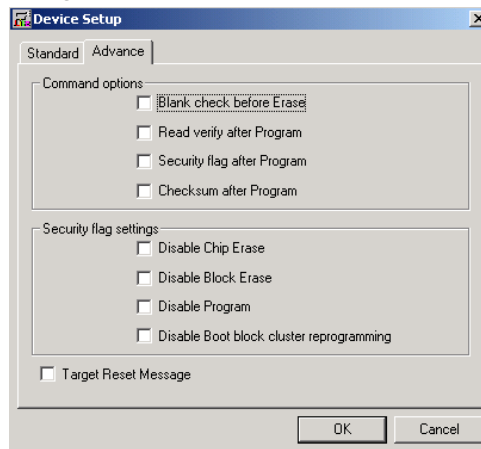 Device Setup
Standard Advance
Command options
Blank check before Erase
Read verify after Program
Security flag after Program
Checksum after Program
Security flag settings
Disable Chip Erase
Disable Block Erase
Disable Program
Disable Boot block cluster reprogramming
Target Reset Message
OK Cancel